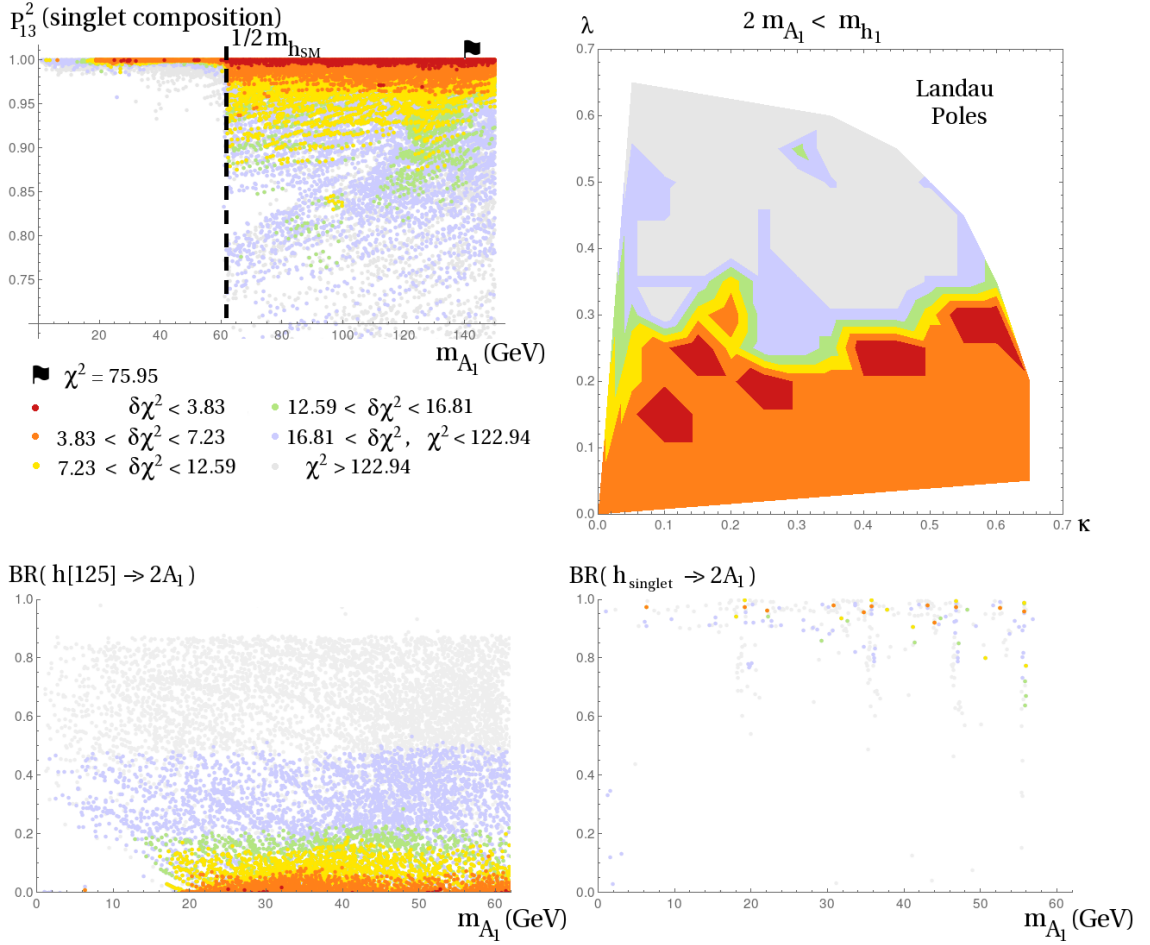 P₁₃² (singlet composition)
1/2 m_hSM
1.00
0.95
0.90
0.85
0.80
0.75
20 40 60 80 100 120 140
m_A₁ (GeV)
χ² = 75.95
δχ² < 3.83
3.83 < δχ² < 7.23
7.23 < δχ² < 12.59
12.59 < δχ² < 16.81
16.81 < δχ² , χ² < 122.94
χ² > 122.94
λ 2 m_A₁ < m_h₁
Landau
Poles
0.7
0.6
0.5
0.4
0.3
0.2
0.1
0.0
0.0 0.1 0.2 0.3 0.4 0.5 0.6 0.7 κ
BR( h[125] -> 2A₁ )
1.0
0.8
0.6
0.4
0.2
0.0
0 10 20 30 40 50 60
m_A₁ (GeV)
BR( h_singlet -> 2A₁ )
1.0
0.8
0.6
0.4
0.2
0.0
0 10 20 30 40 50 60
m_A₁ (GeV)